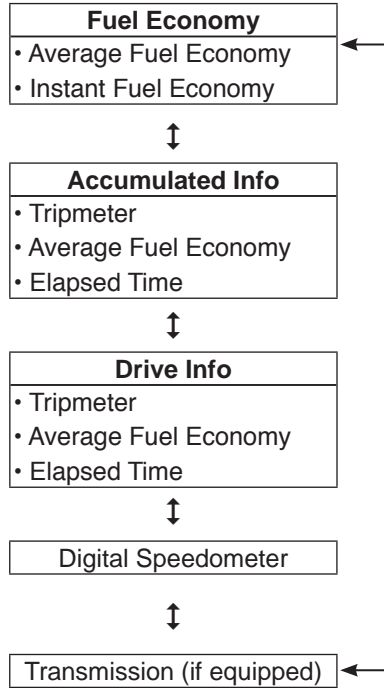 Fuel Economy
• Average Fuel Economy
• Instant Fuel Economy
Accumulated Info
• Tripmeter
• Average Fuel Economy
• Elapsed Time
Drive Info
• Tripmeter
• Average Fuel Economy
• Elapsed Time
Digital Speedometer
Transmission (if equipped)